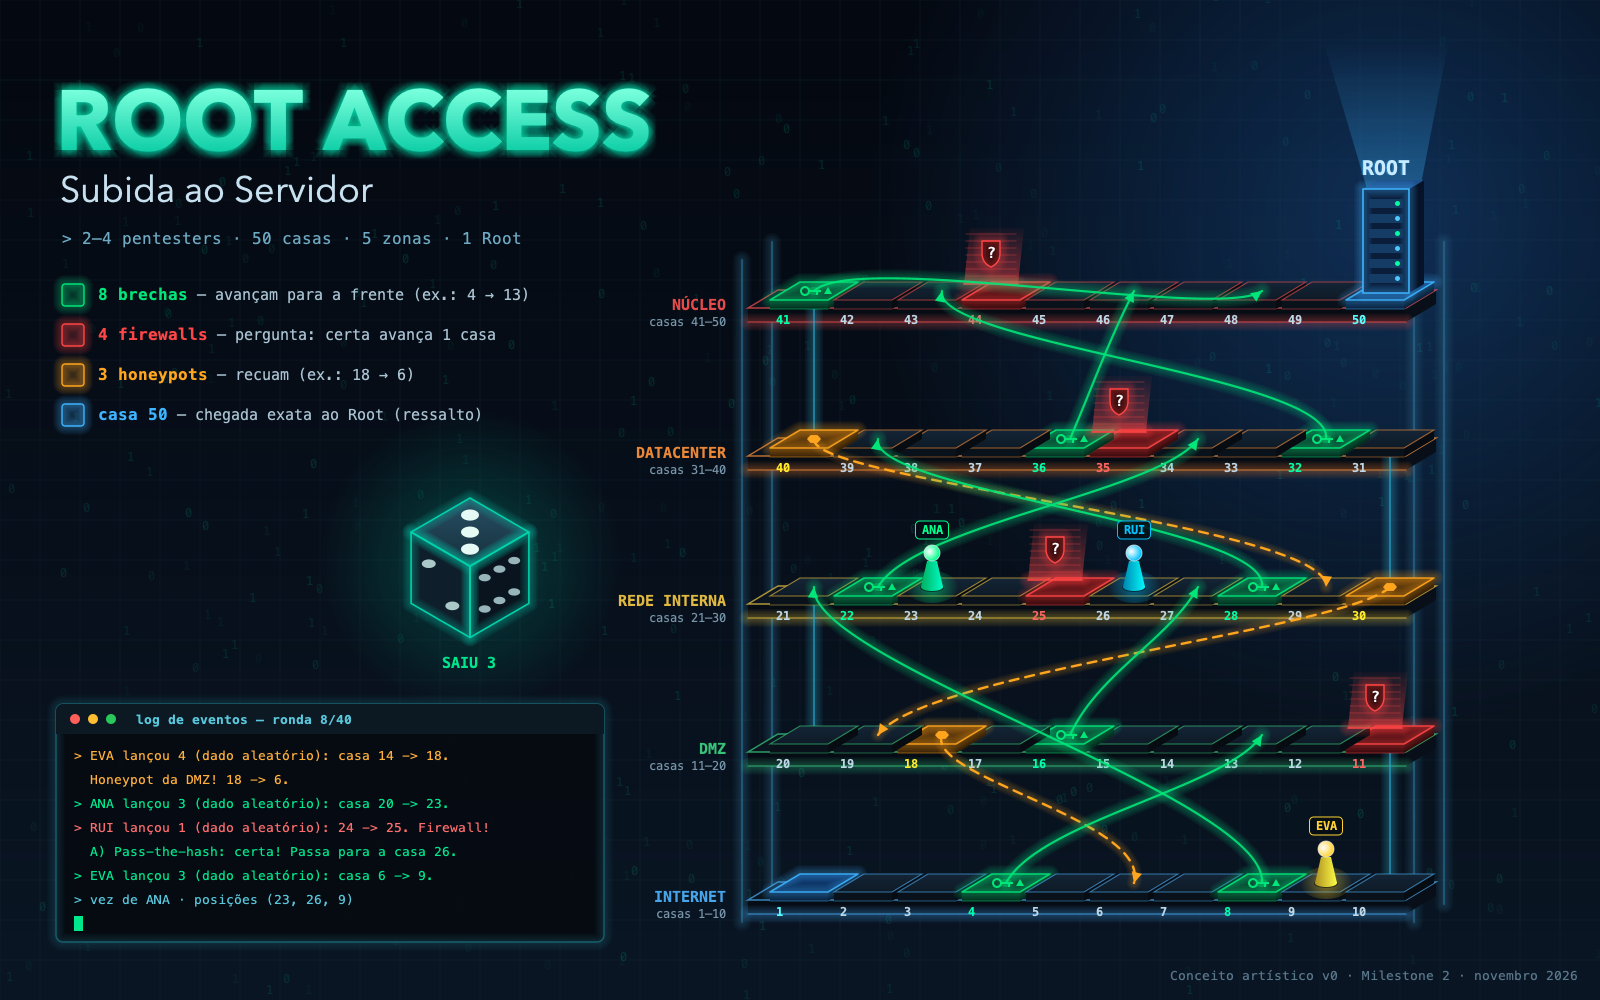 ROOT ACCESS
Subida ao Servidor
> 2–4 pentesters · 50 casas · 5 zonas · 1 Root
8 brechas — avançam para a frente (ex.: 4 → 13)
4 firewalls — pergunta: certa avança 1 casa
3 honeypots — recuam (ex.: 18 → 6)
casa 50 — chegada exata ao Root (ressalto)
SAIU 3
log de eventos — ronda 8/40
> EVA lançou 4 (dado aleatório): casa 14 -> 18.
Honeypot da DMZ! 18 -> 6.
> ANA lançou 3 (dado aleatório): casa 20 -> 23.
> RUI lançou 1 (dado aleatório): 24 -> 25. Firewall!
A) Pass-the-hash: certa! Passa para a casa 26.
> EVA lançou 3 (dado aleatório): casa 6 -> 9.
> vez de ANA · posições (23, 26, 9)
ROOT
?
NÚCLEO
casas 41–50
41 42 43 44 45 46 47 48 49 50
?
DATACENTER
casas 31–40
40 39 38 37 36 35 34 33 32 31
ANA
?
RUI
REDE INTERNA
casas 21–30
21 22 23 24 25 26 27 28 29 30
?
DMZ
casas 11–20
20 19 18 17 16 15 14 13 12 11
EVA
INTERNET
casas 1–10
1 2 3 4 5 6 7 8 9 10
Conceito artístico v0 · Milestone 2 · novembro 2026